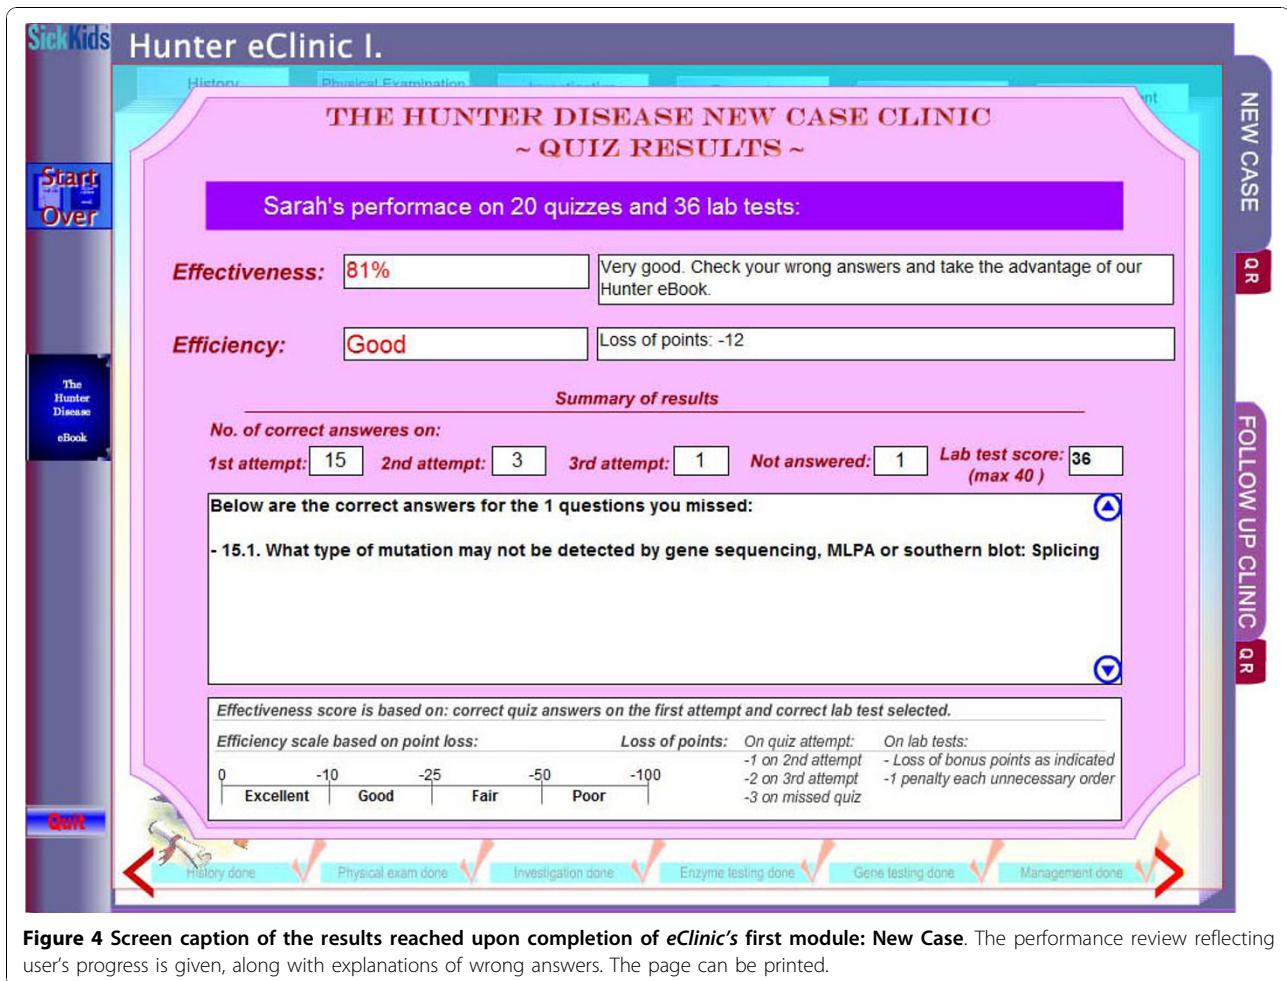 SickKids
Hunter eClinic I.
History
Physical Examination
THE HUNTER DISEASE NEW CASE CLINIC
~ QUIZ RESULTS ~
Start
Over
Sarah's performace on 20 quizzes and 36 lab tests:
Effectiveness: 81% Very good. Check your wrong answers and take the advantage of our
Hunter eBook.
Efficiency: Good Loss of points: -12
The
Hunter
Disease
eBook
Summary of results
No. of correct answeres on:
1st attempt: 15 2nd attempt: 3 3rd attempt: 1 Not answered: 1 Lab test score: 36
(max 40 )
Below are the correct answers for the 1 questions you missed:
- 15.1. What type of mutation may not be detected by gene sequencing, MLPA or southern blot: Splicing
Effectiveness score is based on: correct quiz answers on the first attempt and correct lab test selected.
Efficiency scale based on point loss: Loss of points: On quiz attempt: On lab tests:
-1 on 2nd attempt - Loss of bonus points as indicated
0 -10 -25 -50 -100 -2 on 3rd attempt -1 penalty each unnecessary order
Excellent Good Fair Poor -3 on missed quiz
Quit
History done Physical exam done Investigation done Enzyme testing done Gene testing done Management done
NEW CASE
QR
FOLLOW UP CLINIC
QR
Figure 4 Screen caption of the results reached upon completion of eClinic's first module: New Case. The performance review reflecting
user's progress is given, along with explanations of wrong answers. The page can be printed.